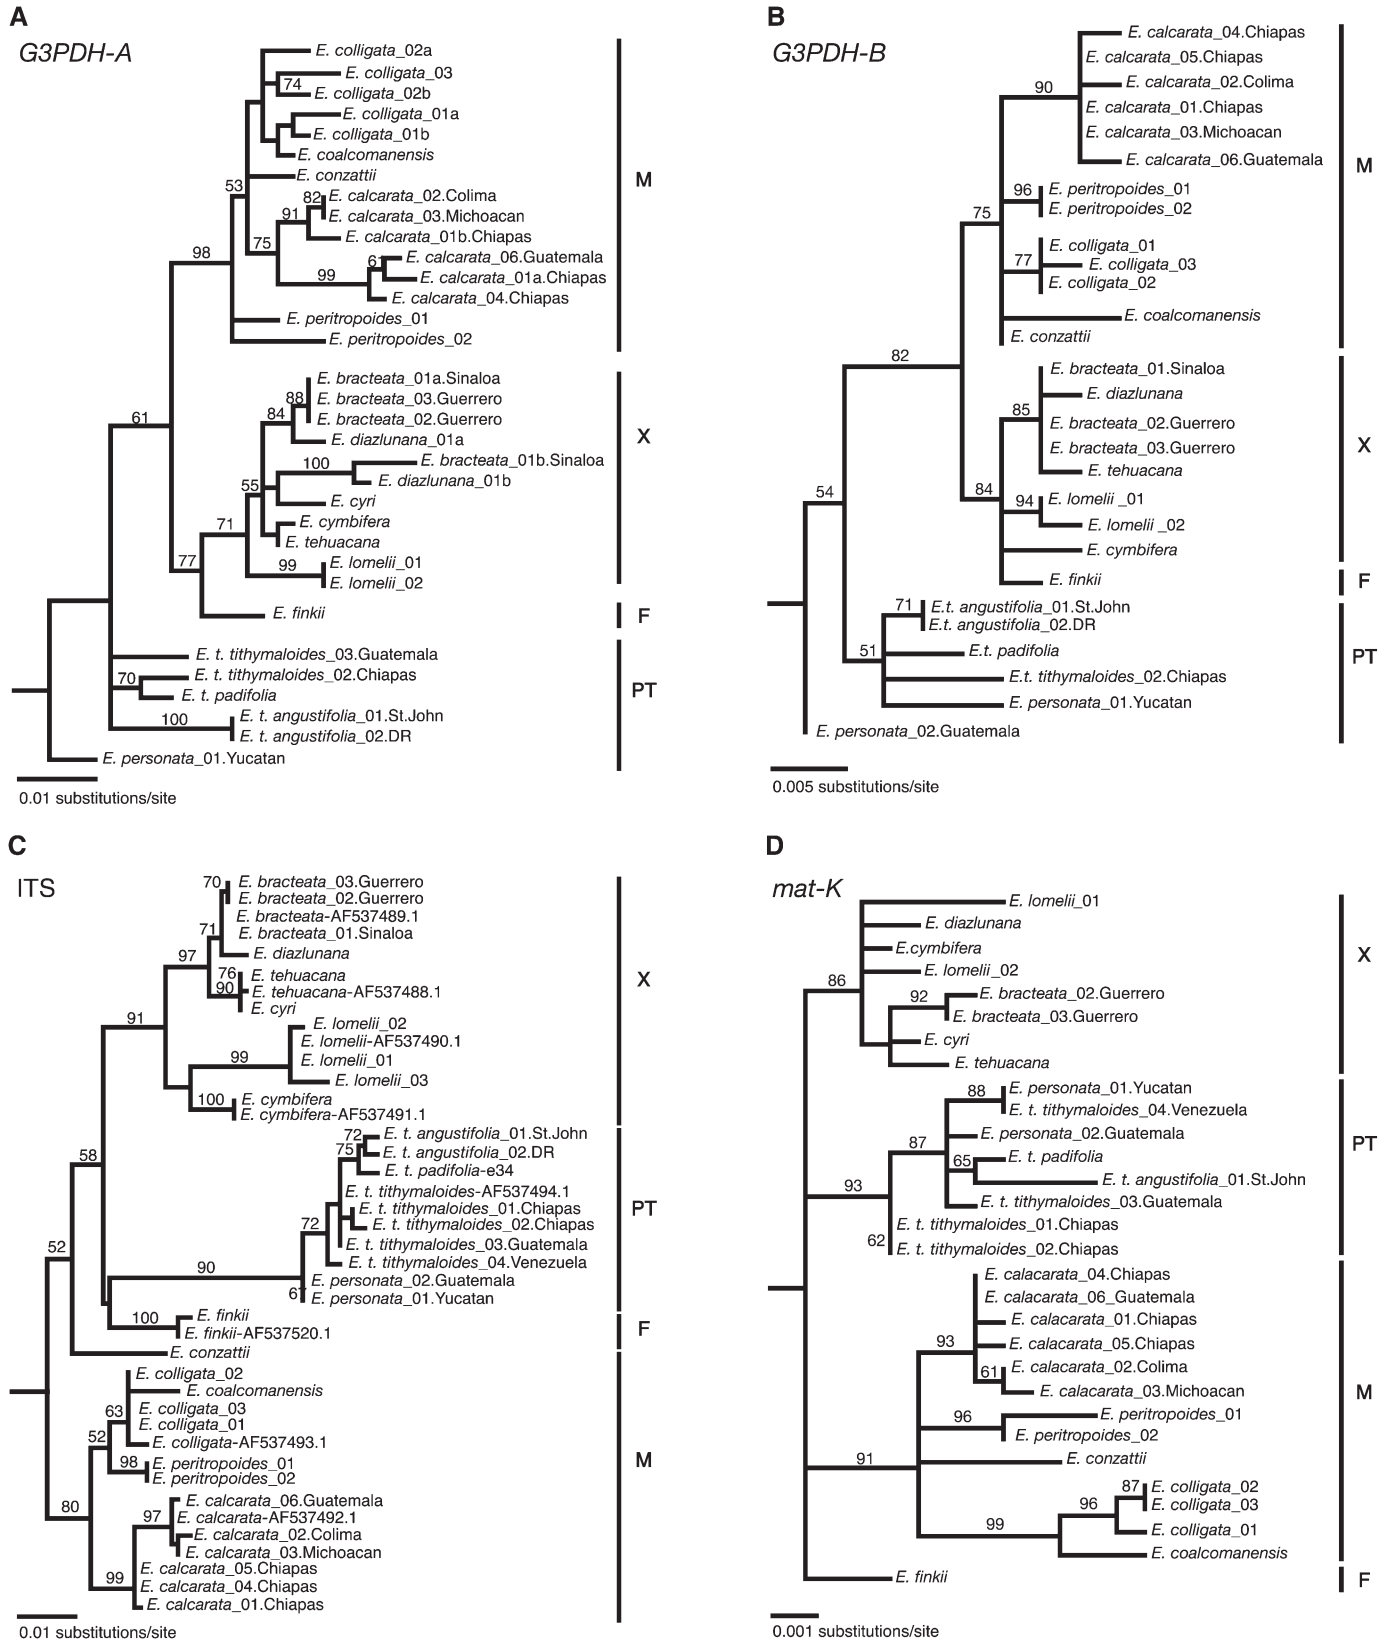 A
G3PDH-A
E. colligata_02a
E. colligata_03
74
E. colligata_02b
E. colligata_01a
E. colligata_01b
E. coalcomanensis
E. conzattii
53
82
E. calcarata_02.Colima
91
E. calcarata_03.Michoacan
75
E. calcarata_01b.Chiapas
98
61
E. calcarata_06.Guatemala
99
E. calcarata_01a.Chiapas
E. calcarata_04.Chiapas
E. peritropoides_01
E. peritropoides_02
M
E. bracteata_01a.Sinaloa
88
E. bracteata_03.Guerrero
84
E. bracteata_02.Guerrero
61
E. diazlunana_01a
100
E. bracteata_01b.Sinaloa
E. diazlunana_01b
55
E. cyri
71
E. cymbifera
E. tehuacana
77
99
E. lomelii_01
E. lomelii_02
X
E. finkii
F
E. t. tithymaloides_03.Guatemala
70
E. t. tithymaloides_02.Chiapas
E. t. padifolia
100
E. t. angustifolia_01.St.John
E. t. angustifolia_02.DR
E. personata_01.Yucatan
PT
0.01 substitutions/site
B
G3PDH-B
E. calcarata_04.Chiapas
E. calcarata_05.Chiapas
90
E. calcarata_02.Colima
E. calcarata_01.Chiapas
E. calcarata_03.Michoacan
E. calcarata_06.Guatemala
96
E. peritropoides_01
E. peritropoides_02
75
E. colligata_01
77
E. colligata_03
E. colligata_02
E. coalcomanensis
E. conzattii
M
82
E. bracteata_01.Sinaloa
E. diazlunana
85
E. bracteata_02.Guerrero
E. bracteata_03.Guerrero
E. tehuacana
54
84
94
E. lomelii _01
E. lomelii _02
E. cymbifera
X
E. finkii
F
71
E.t. angustifolia_01.St.John
E.t. angustifolia_02.DR
51
E.t. padifolia
E.t. tithymaloides_02.Chiapas
E. personata_01.Yucatan
E. personata_02.Guatemala
PT
0.005 substitutions/site
C
ITS
70
E. bracteata_03.Guerrero
E. bracteata_02.Guerrero
E. bracteata-AF537489.1
71
E. bracteata_01.Sinaloa
97
E. diazlunana
76
E. tehuacana
90
E. tehuacana-AF537488.1
E. cyri
91
E. lomelii_02
E. lomelii-AF537490.1
99
E. lomelii_01
E. lomelii_03
100
E. cymbifera
E. cymbifera-AF537491.1
X
72
E. t. angustifolia_01.St.John
75
E. t. angustifolia_02.DR
58
E. t. padifolia-e34
E. t. tithymaloides-AF537494.1
E. t. tithymaloides_01.Chiapas
72
E. t. tithymaloides_02.Chiapas
E. t. tithymaloides_03.Guatemala
52
E. t. tithymaloides_04.Venezuela
90
E. personata_02.Guatemala
67
E. personata_01.Yucatan
PT
100
E. finkii
E. finkii-AF537520.1
F
E. conzattii
E. colligata_02
E. coalcomanensis
63
E. colligata_03
E. colligata_01
52
E. colligata-AF537493.1
98
E. peritropoides_01
E. peritropoides_02
80
E. calcarata_06.Guatemala
97
E. calcarata-AF537492.1
E. calcarata_02.Colima
E. calcarata_03.Michoacan
E. calcarata_05.Chiapas
99
E. calcarata_04.Chiapas
E. calcarata_01.Chiapas
M
0.01 substitutions/site
D
mat-K
E. lomelii_01
E. diazlunana
E.cymbifera
86
E. lomelii_02
92
E. bracteata_02.Guerrero
E. bracteata_03.Guerrero
E. cyri
E. tehuacana
X
88
E. personata_01.Yucatan
E. t. tithymaloides_04.Venezuela
87
E. personata_02.Guatemala
65
E. t. padifolia
93
E. t. angustifolia_01.St.John
E. t. tithymaloides_03.Guatemala
E. t. tithymaloides_01.Chiapas
62
E. t. tithymaloides_02.Chiapas
PT
E. calacarata_04.Chiapas
E. calacarata_06_Guatemala
E. calacarata_01.Chiapas
93
E. calacarata_05.Chiapas
61
E. calacarata_02.Colima
E. calacarata_03.Michoacan
96
E. peritropoides_01
E. peritropoides_02
91
E. conzattii
87
E. colligata_02
96
E. colligata_03
99
E. colligata_01
E. coalcomanensis
M
E. finkii
F
0.001 substitutions/site